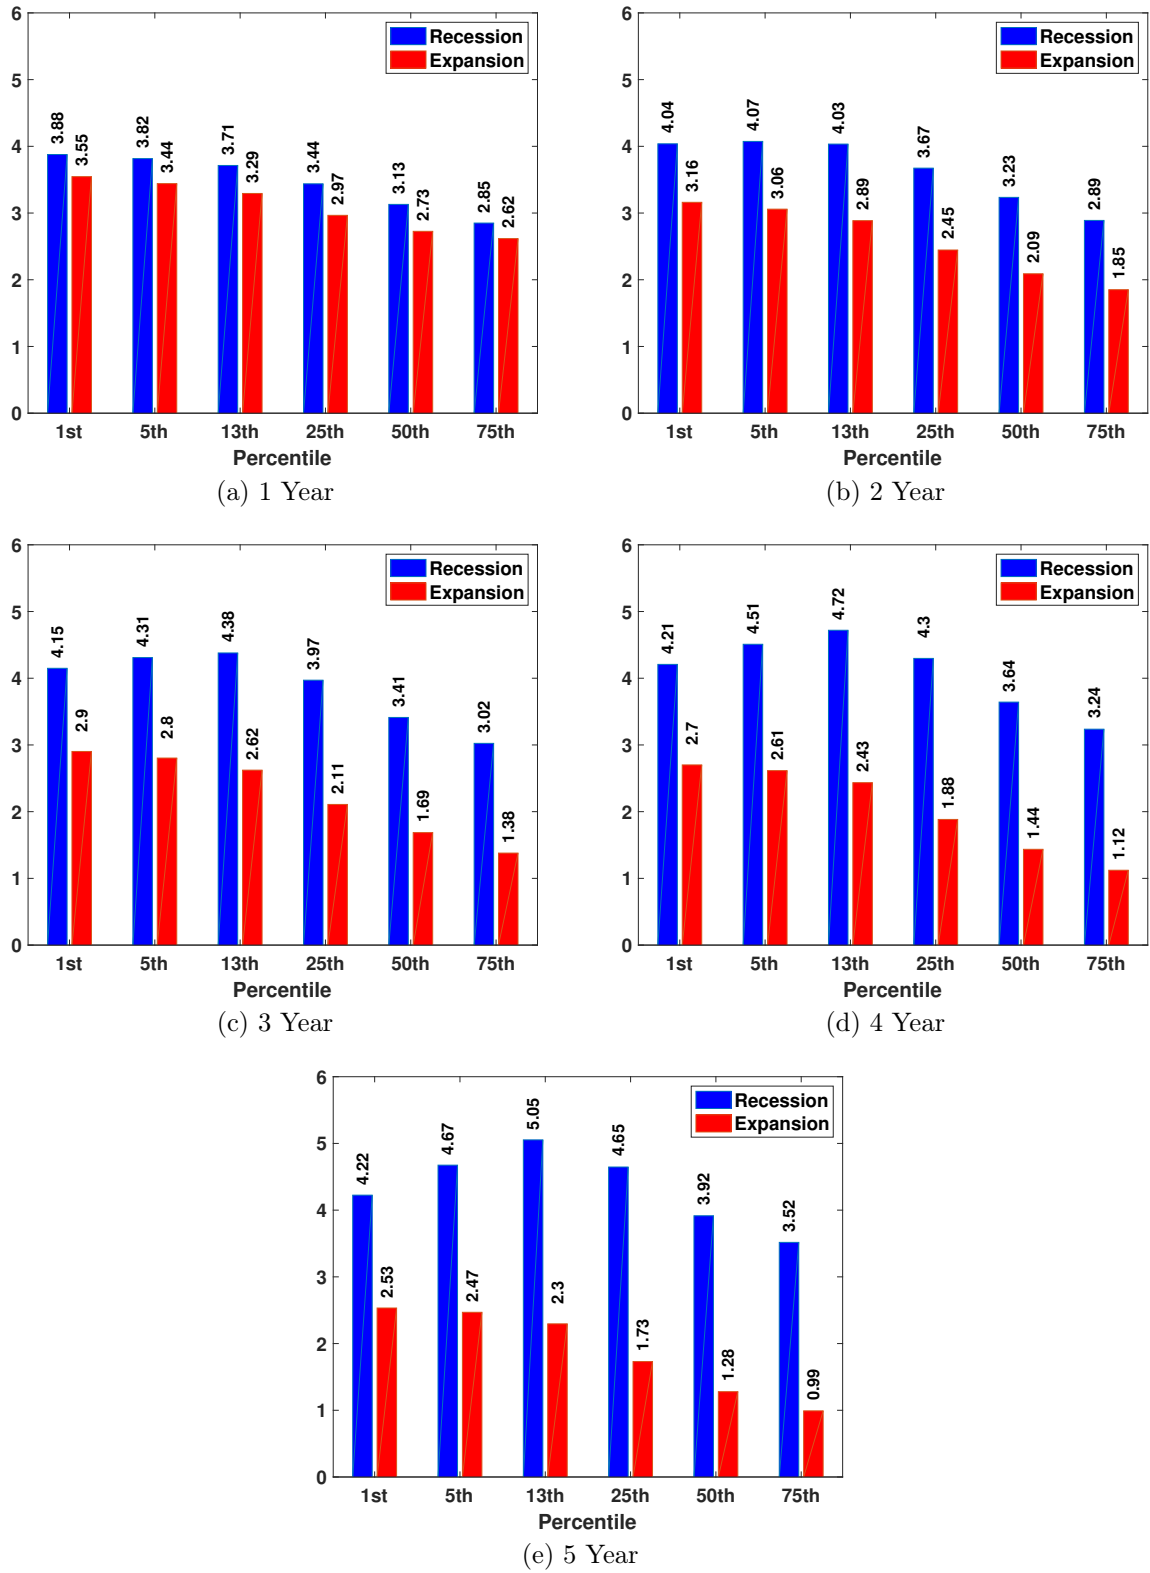 6
5
4
3
2
1
0
Recession
Expansion
3.88 3.55 3.82 3.44 3.71 3.29 3.44 2.97 3.13 2.73 2.85 2.62
1st 5th 13th 25th 50th 75th
Percentile
(a) 1 Year
6
5
4
3
2
1
0
Recession
Expansion
4.04 3.16 4.07 3.06 4.03 2.89 3.67 2.45 3.23 2.09 2.89 1.85
1st 5th 13th 25th 50th 75th
Percentile
(b) 2 Year
6
5
4
3
2
1
0
Recession
Expansion
4.15 2.9 4.31 2.8 4.38 2.62 3.97 2.11 3.41 1.69 3.02 1.38
1st 5th 13th 25th 50th 75th
Percentile
(c) 3 Year
6
5
4
3
2
1
0
Recession
Expansion
4.21 2.7 4.51 2.61 4.72 2.43 4.3 1.88 3.64 1.44 3.24 1.12
1st 5th 13th 25th 50th 75th
Percentile
(d) 4 Year
6
5
4
3
2
1
0
Recession
Expansion
4.22 2.53 4.67 2.47 5.05 2.3 4.65 1.73 3.92 1.28 3.52 0.99
1st 5th 13th 25th 50th 75th
Percentile
(e) 5 Year